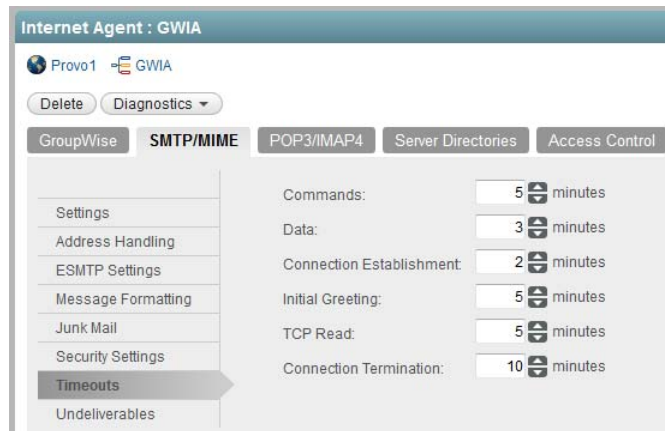 Internet Agent : GWIA
Provo1 GWIA
Delete Diagnostics
GroupWise SMTP/MIME POP3/IMAP4 Server Directories Access Control
Settings
Address Handling
ESMTP Settings
Message Formatting
Junk Mail
Security Settings
Timeouts
Undeliverables
Commands: 5 minutes
Data: 3 minutes
Connection Establishment: 2 minutes
Initial Greeting: 5 minutes
TCP Read: 5 minutes
Connection Termination: 10 minutes